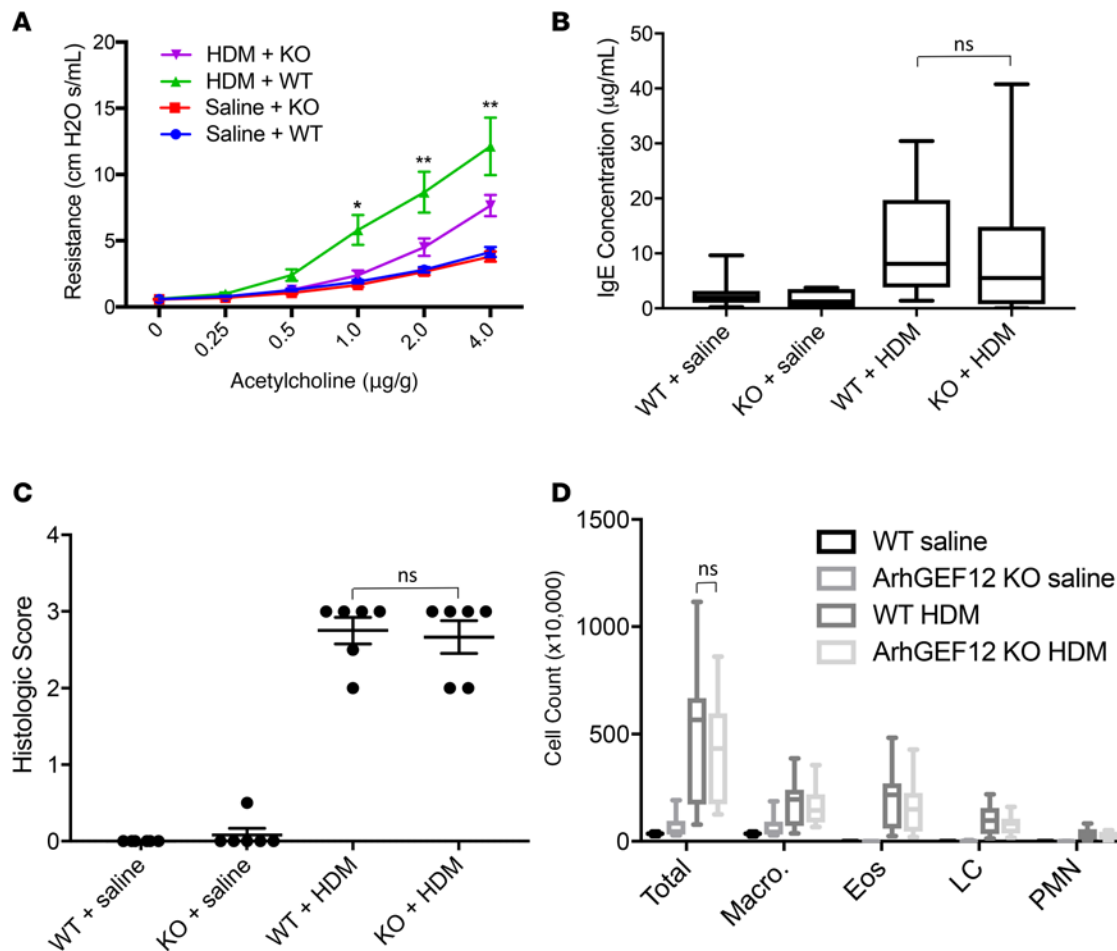 A
20
15
10
5
0
Resistance (cm H2O s/mL)
HDM + KO
HDM + WT
Saline + KO
Saline + WT
*
**
**
0
0.25
0.5
1.0
2.0
4.0
Acetylcholine (µg/g)
B
50
40
30
20
10
0
IgE Concentration (µg/mL)
ns
WT + saline
KO + saline
WT + HDM
KO + HDM
C
4
3
2
1
0
Histologic Score
ns
WT + saline
KO + saline
WT + HDM
KO + HDM
D
1500
1000
500
0
Cell Count (x10,000)
ns
WT saline
ArhGEF12 KO saline
WT HDM
ArhGEF12 KO HDM
Total
Macro.
Eos
LC
PMN